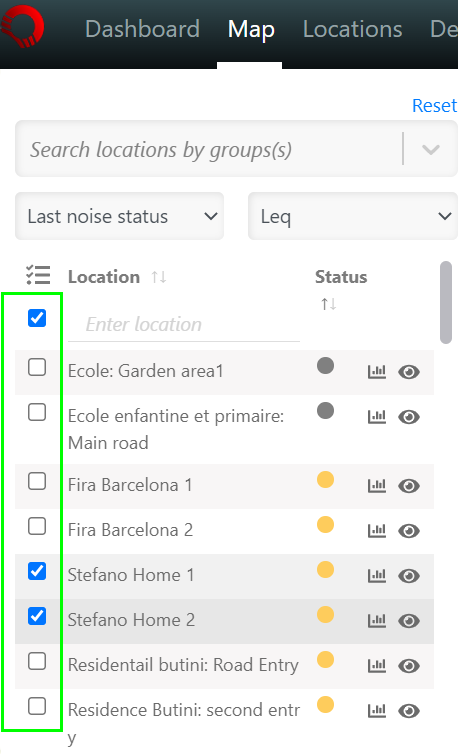 Dashboard Map Locations De
Reset
Search locations by groups(s)
Last noise status Leq
Location Status
Enter location
Ecole: Garden area1
Ecole enfantine et primaire:
Main road
Fira Barcelona 1
Fira Barcelona 2
Stefano Home 1
Stefano Home 2
Residentail butini: Road Entry
Residence Butini: second entr
y